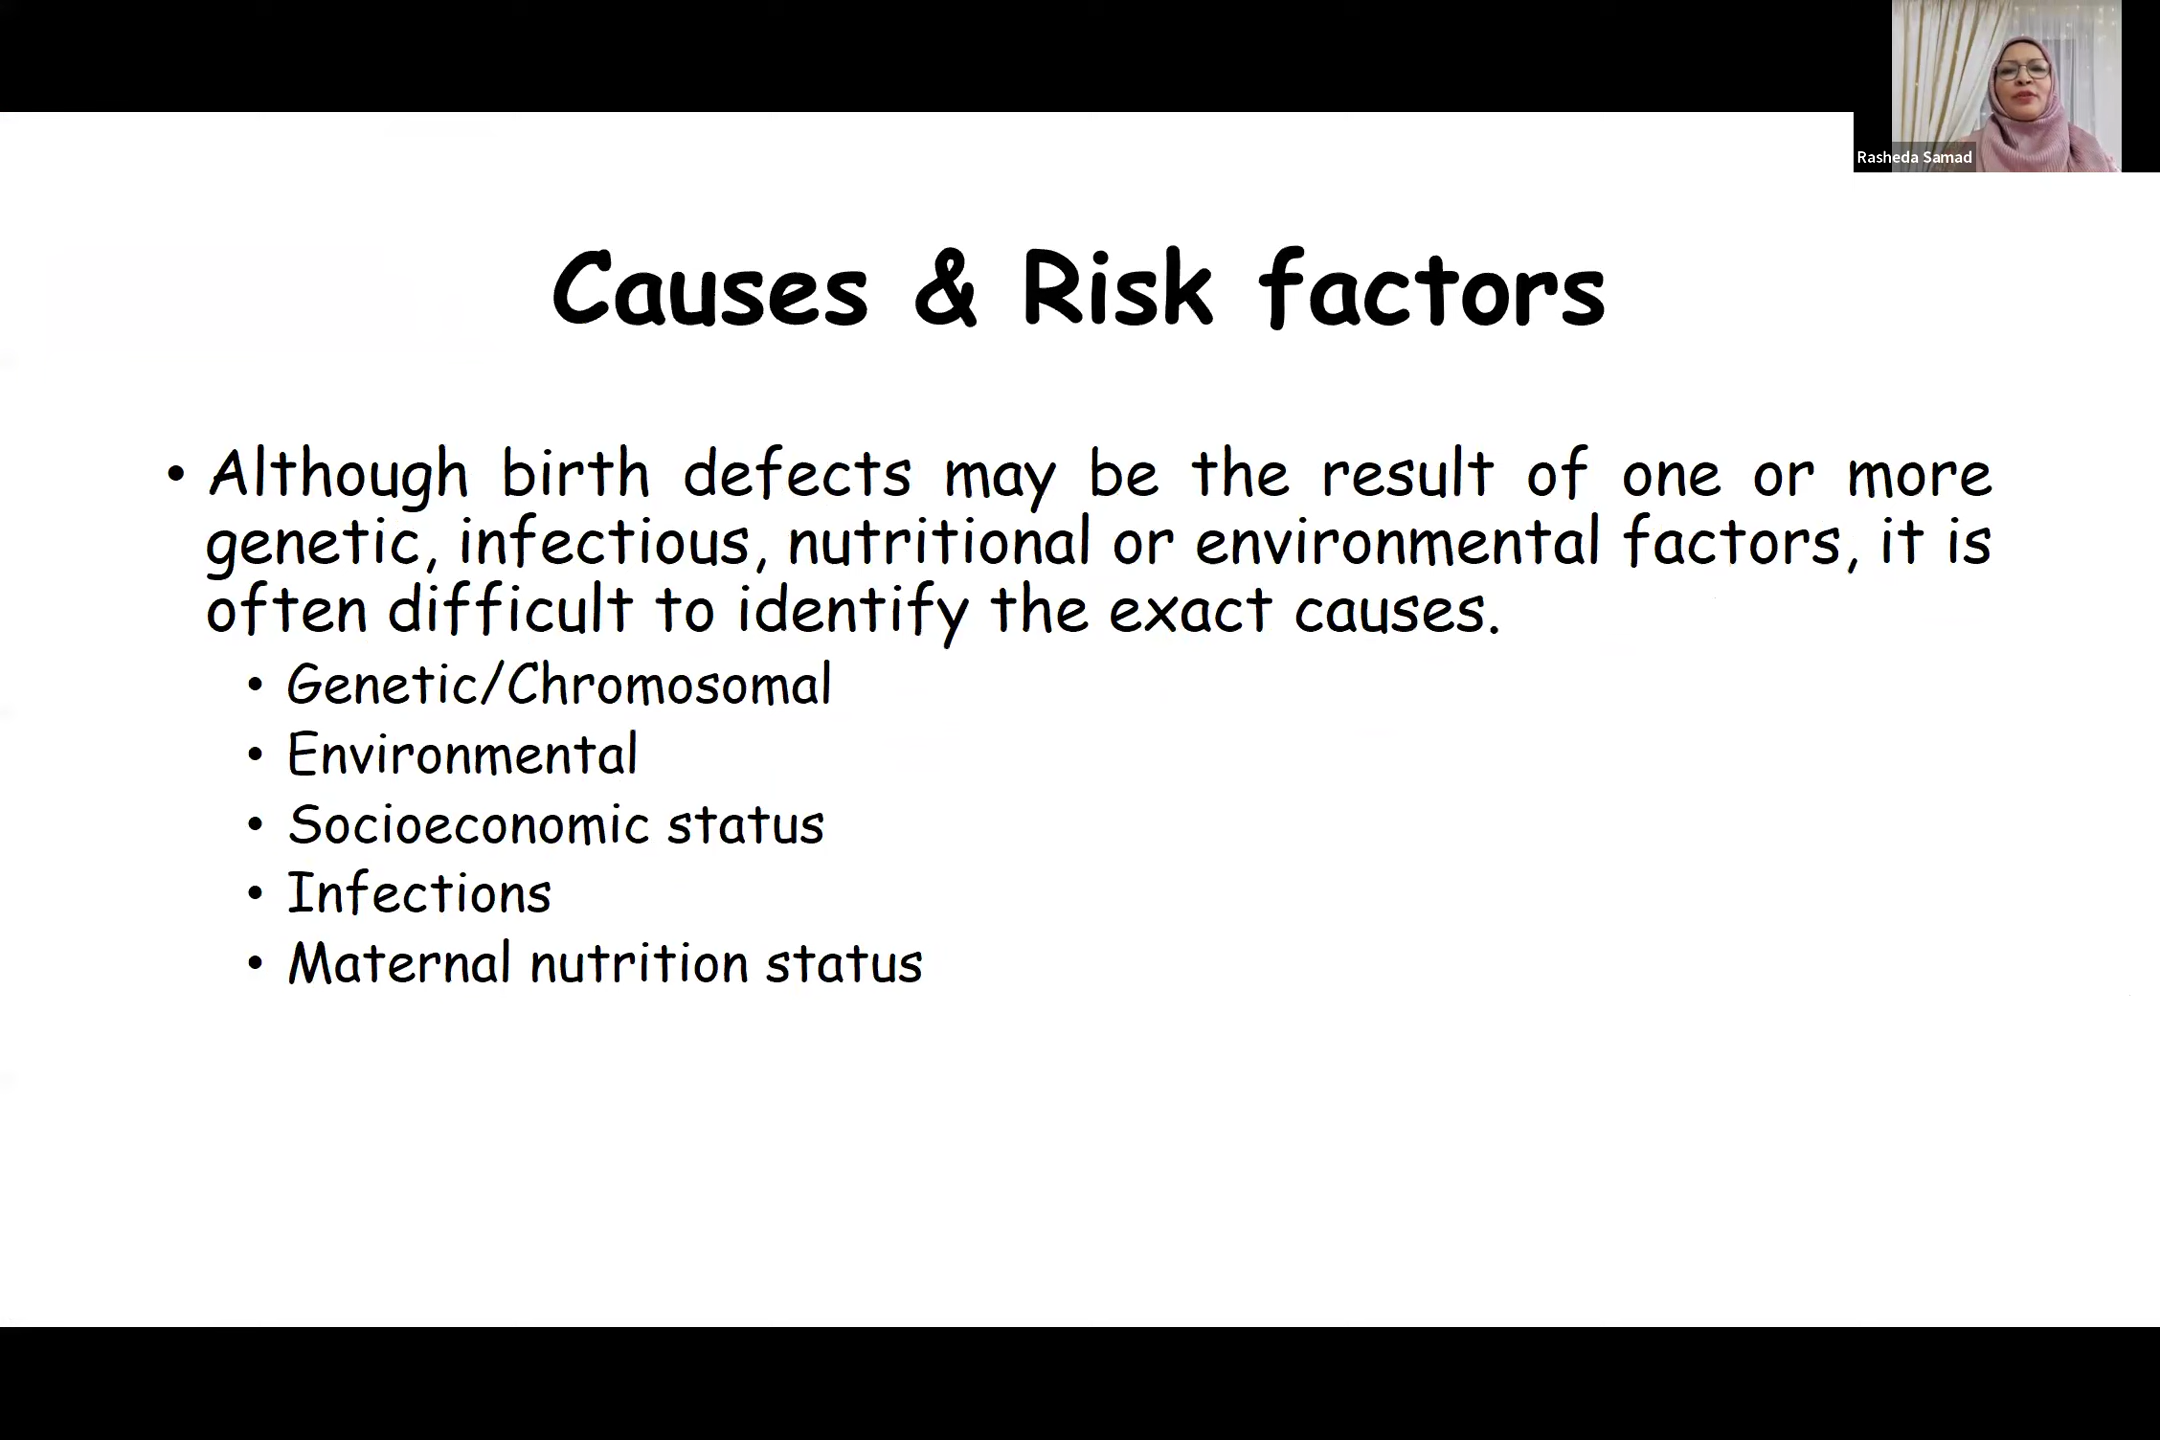 Rasheda Samad
Causes & Risk factors
• Although birth defects may be the result of one or more
genetic, infectious, nutritional or environmental factors, it is
often difficult to identify the exact causes.
• Genetic/Chromosomal
• Environmental
• Socioeconomic status
• Infections
• Maternal nutrition status